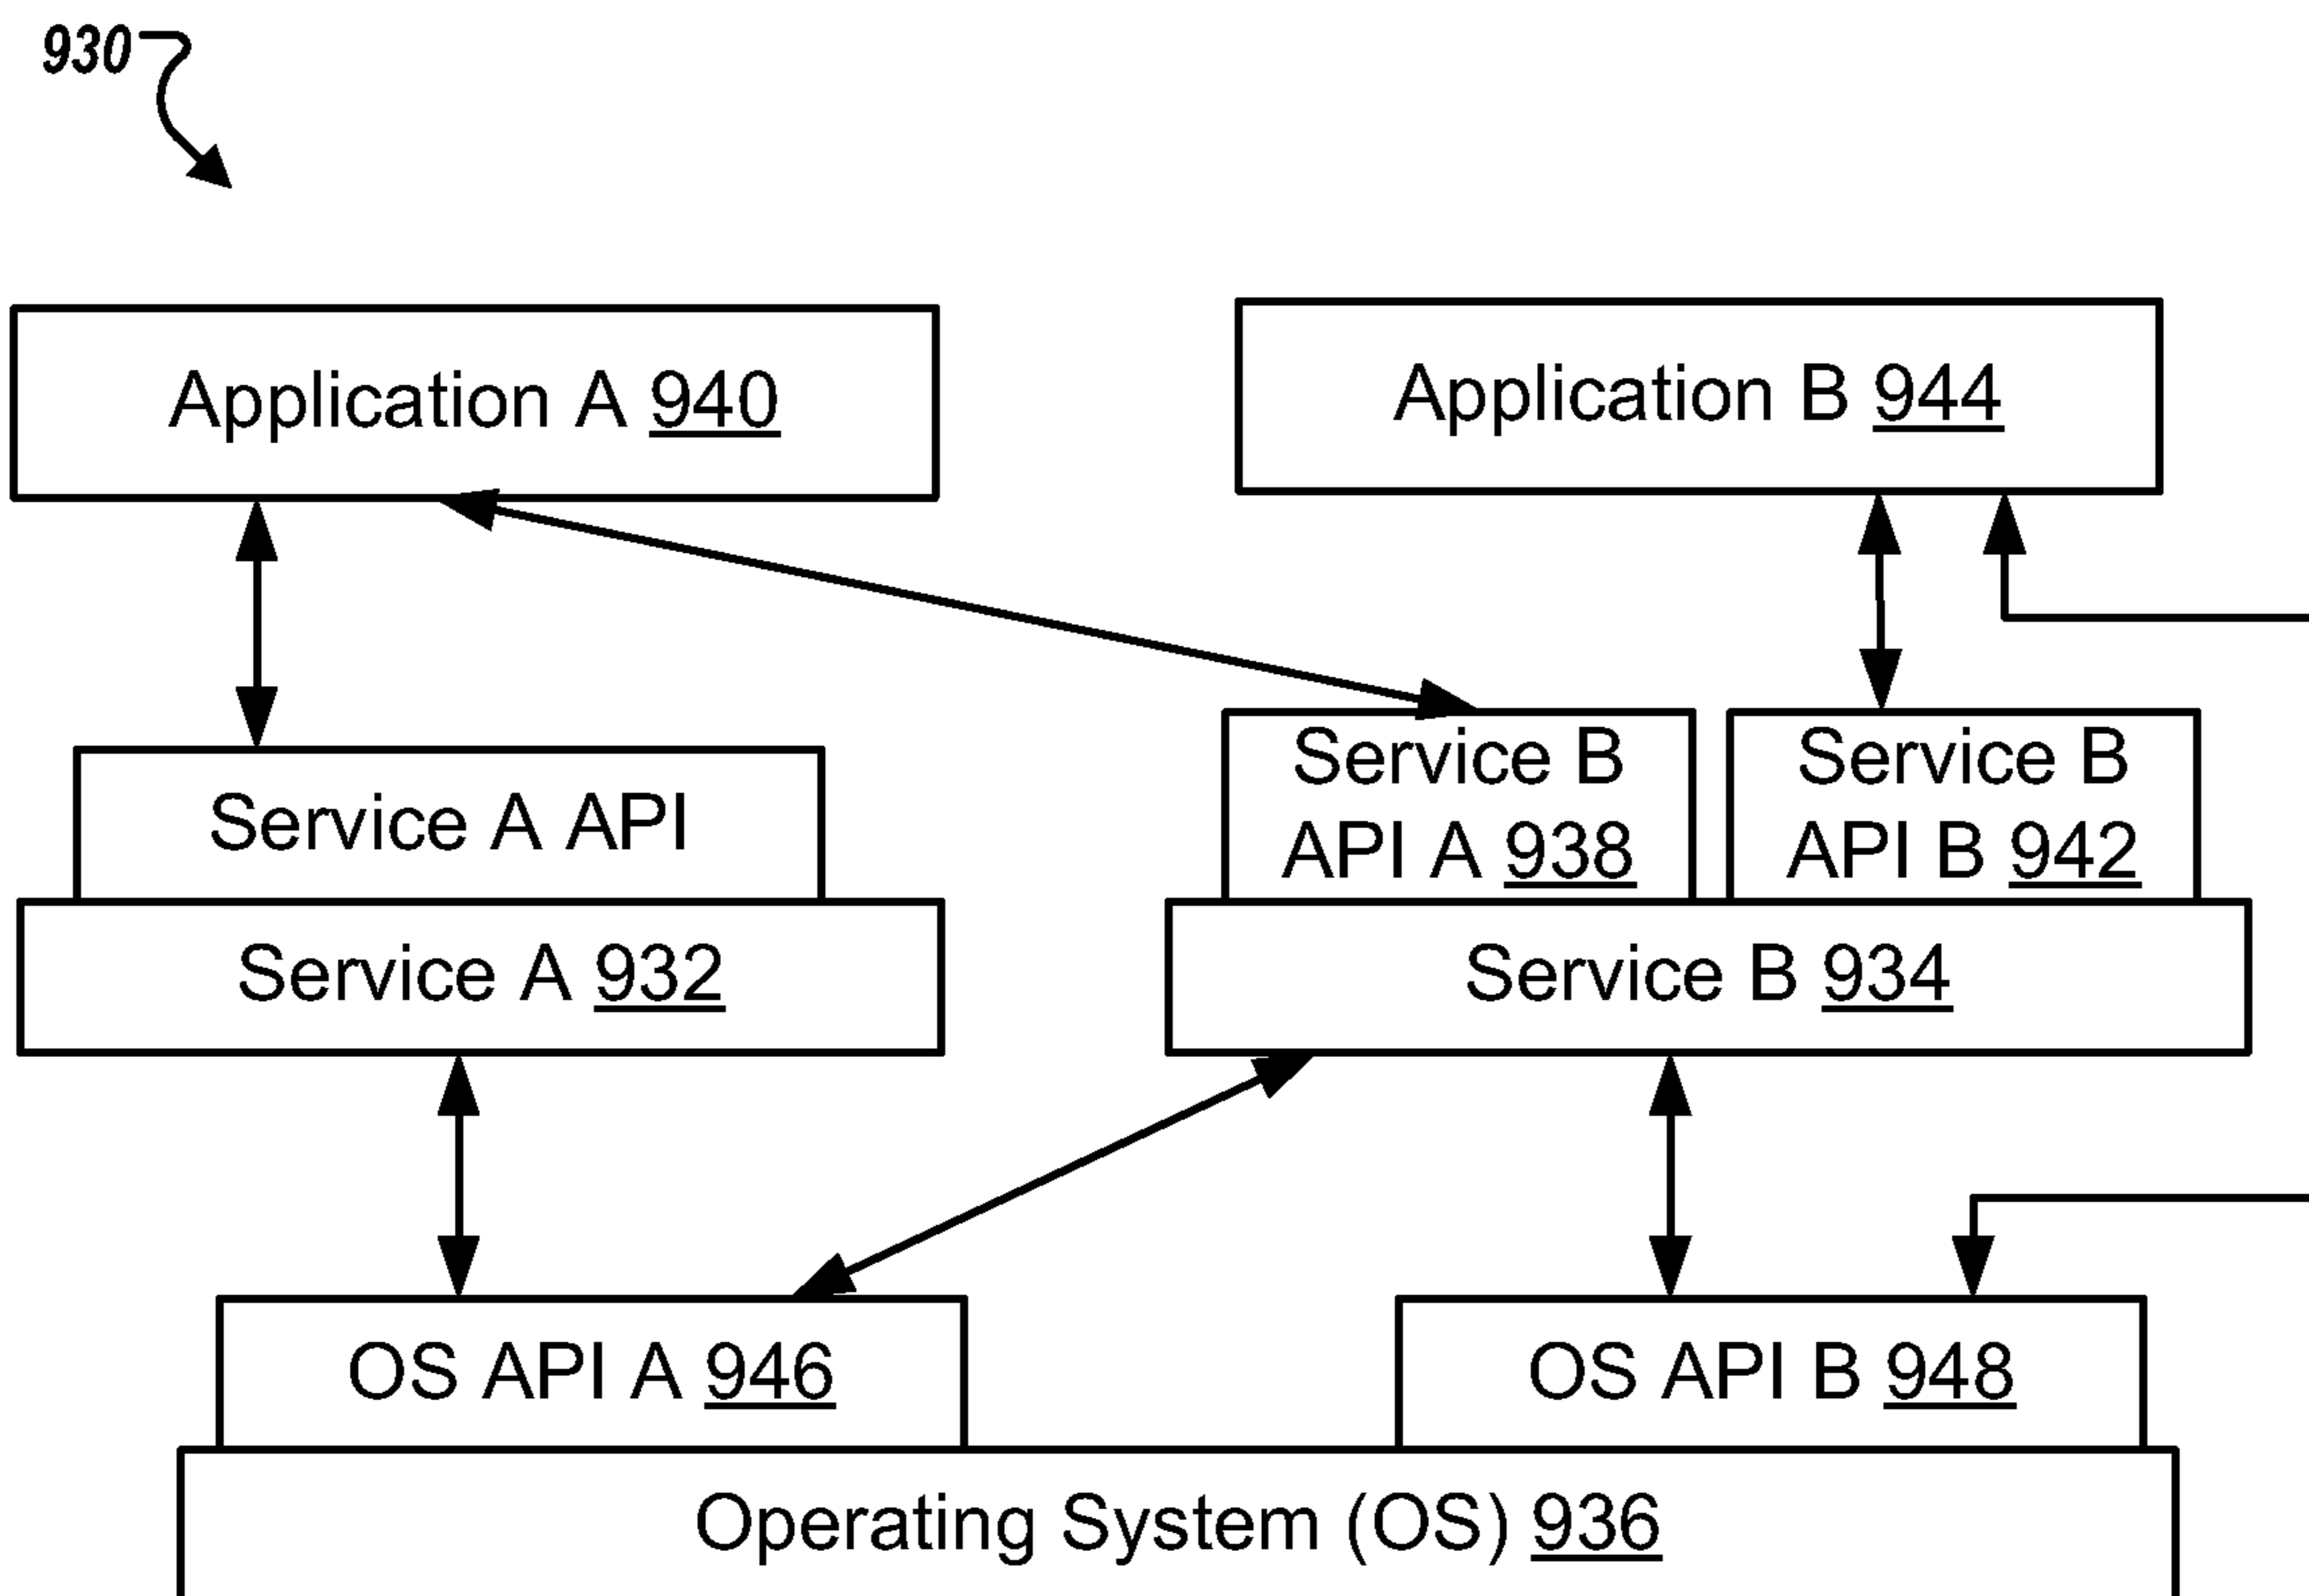 930
Application A 940
Application B 944
Service A API
Service B
API A 938
Service B
API B 942
Service A 932
Service B 934
OS API A 946
OS API B 948
Operating System (OS) 936